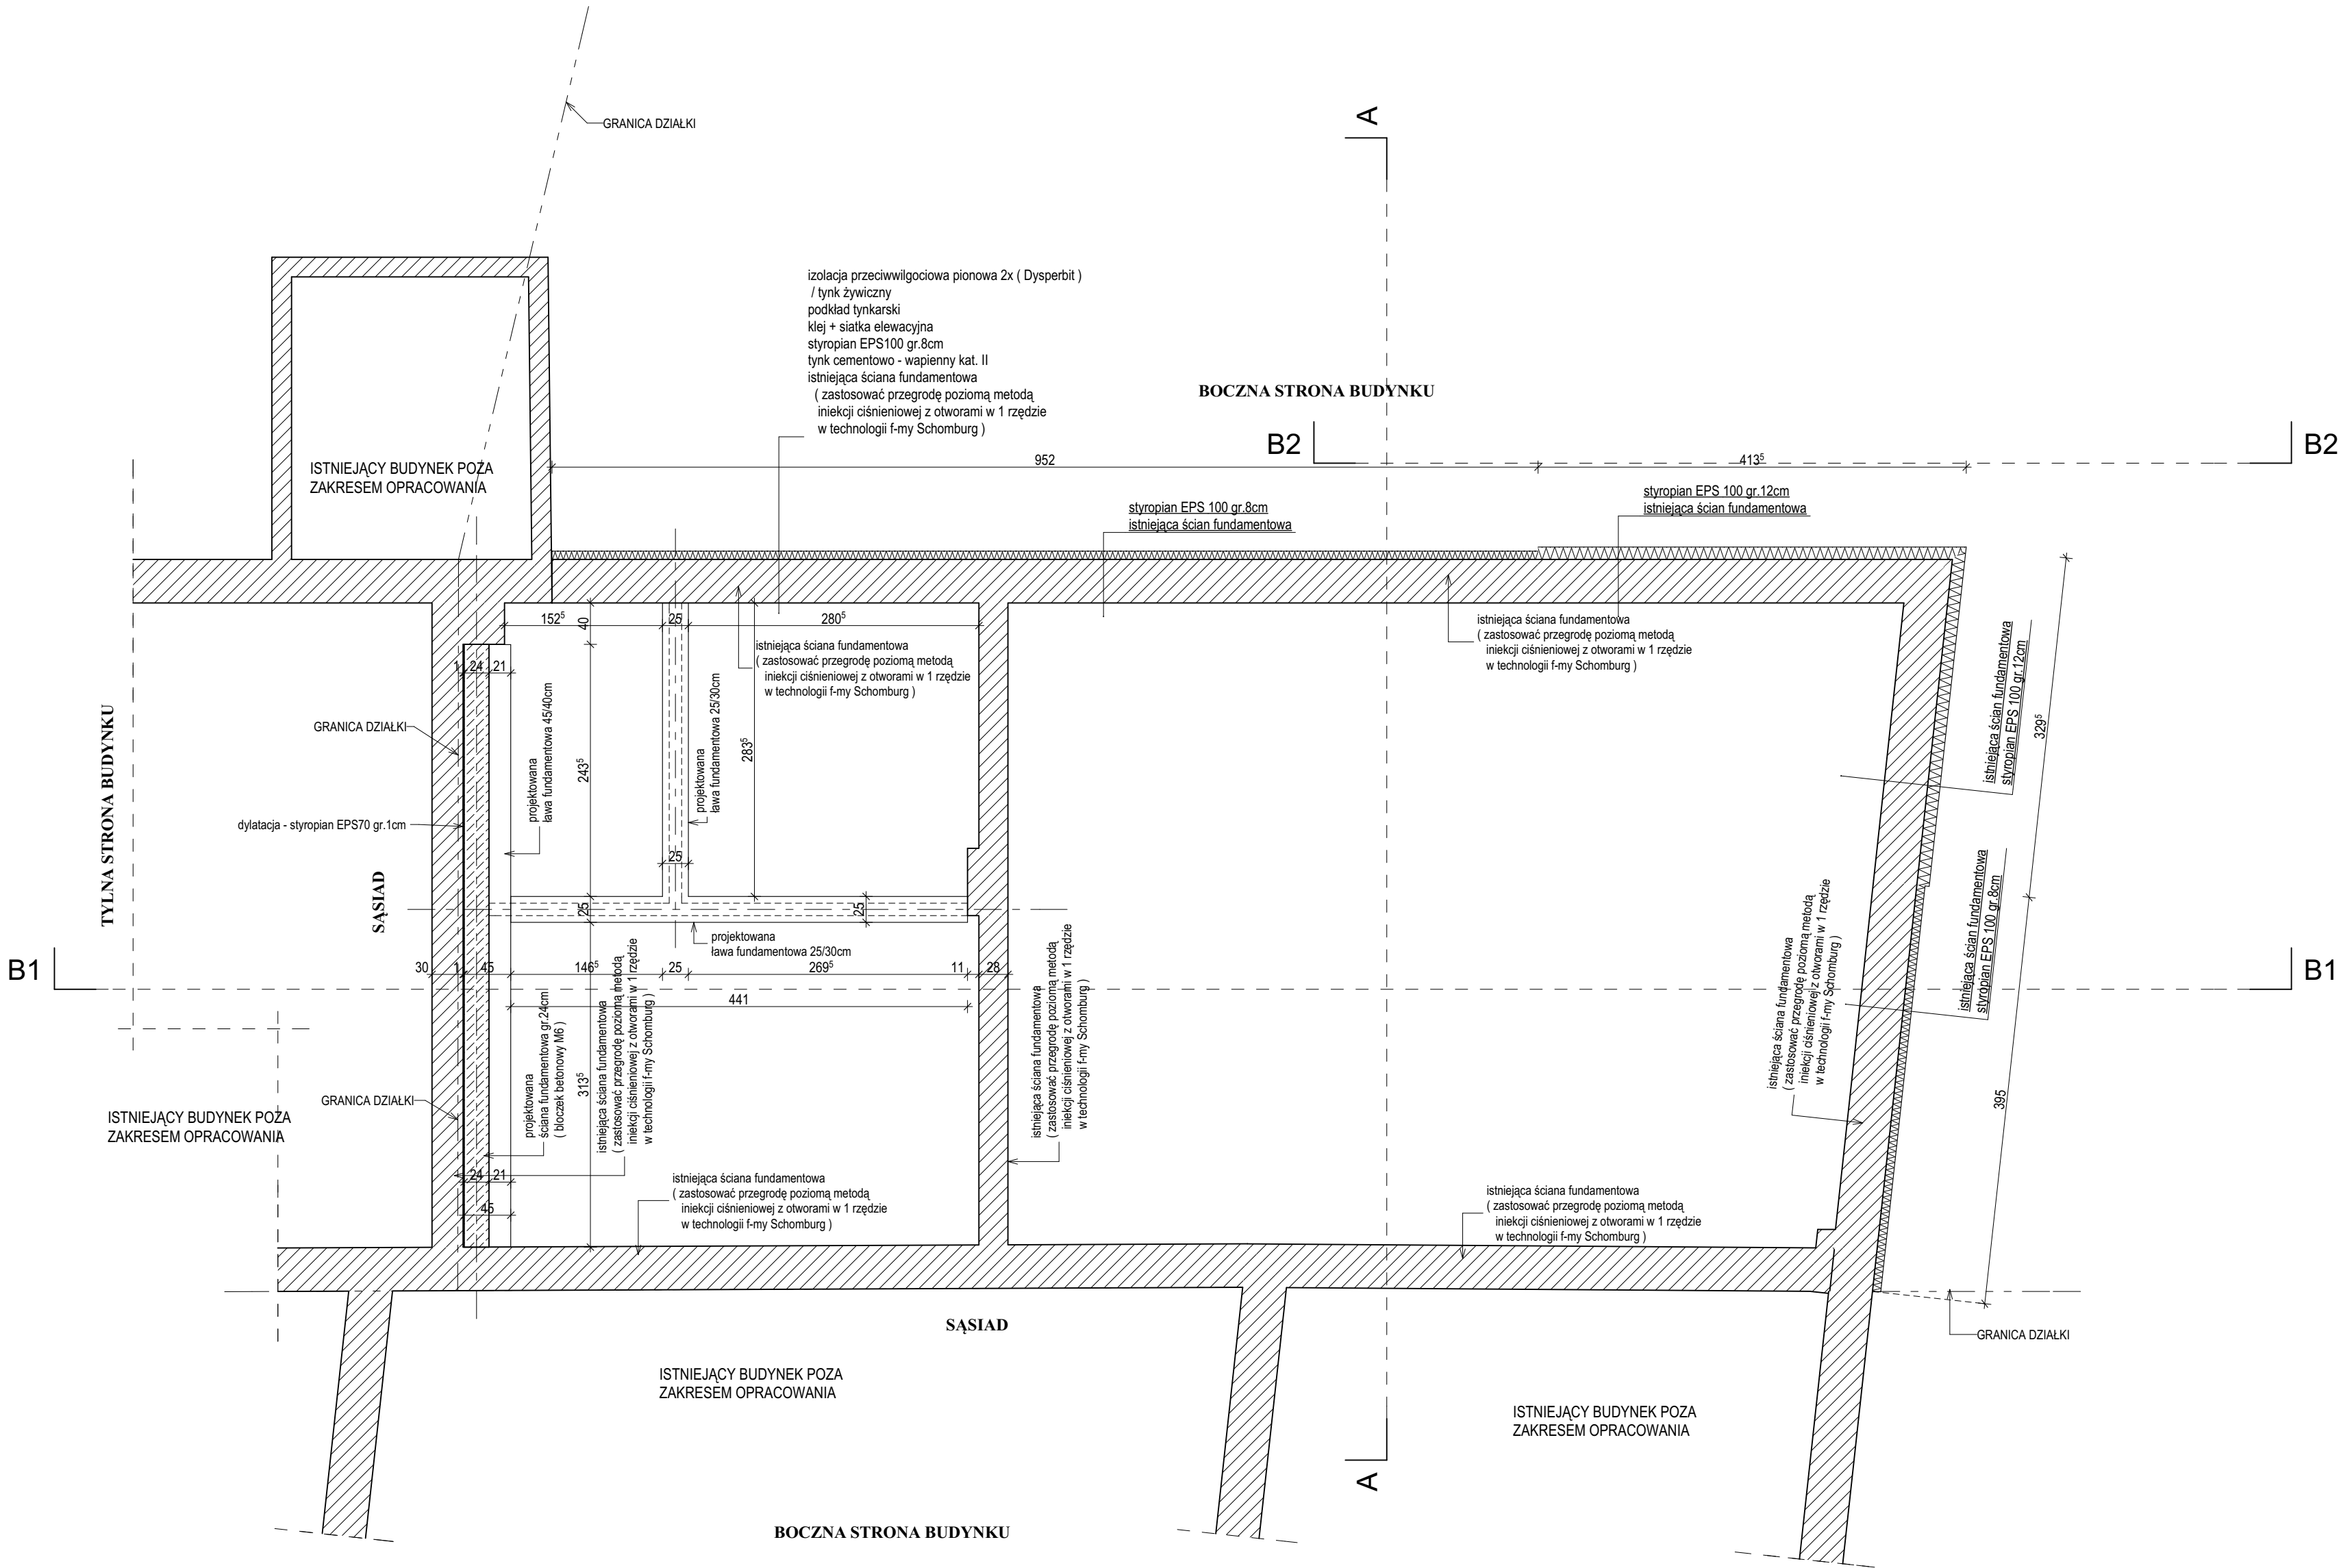 GRANICA DZIAŁKI
A
izolacja przeciwwilgociowa pionowa 2x ( Dysperbit )
/ tynk żywiczny
podkład tynkarski
klej + siatka elewacyjna
styropian EPS100 gr.8cm
tynk cementowo - wapienny kat. II
istniejąca ściana fundamentowa
( zastosować przegrodę poziomą metodą
iniekcji ciśnieniowej z otworami w 1 rzędzie
w technologii f-my Schomburg )
BOCZNA STRONA BUDYNKU
B2
B2
952
413⁵
ISTNIEJĄCY BUDYNEK POZA
ZAKRESEM OPRACOWANIA
styropian EPS 100 gr.8cm
istniejąca ścian fundamentowa
styropian EPS 100 gr.12cm
istniejąca ścian fundamentowa
152⁵
40
25
280⁵
istniejąca ściana fundamentowa
( zastosować przegrodę poziomą metodą
iniekcji ciśnieniowej z otworami w 1 rzędzie
w technologii f-my Schomburg )
istniejąca ściana fundamentowa
( zastosować przegrodę poziomą metodą
iniekcji ciśnieniowej z otworami w 1 rzędzie
w technologii f-my Schomburg )
1
24
21
projektowana
ława fundamentowa 45/40cm
243⁵
projektowana
ława fundamentowa 25/30cm
283⁵
istniejąca ścian fundamentowa
styropian EPS 100 gr.12cm
329⁵
GRANICA DZIAŁKI
TYLNA STRONA BUDYNKU
dylatacja - styropian EPS70 gr.1cm
SĄSIAD
25
25
25
projektowana
ława fundamentowa 25/30cm
istniejąca ścian fundamentowa
styropian EPS 100 gr.8cm
B1
B1
30
1
45
146⁵
25
269⁵
11
28
441
projektowana
ściana fundamentowa gr.24cm
( bloczek betonowy M6 )
313⁵
istniejąca ściana fundamentowa
( zastosować przegrodę poziomą metodą
iniekcji ciśnieniowej z otworami w 1 rzędzie
w technologii f-my Schomburg )
istniejąca ściana fundamentowa
( zastosować przegrodę poziomą metodą
iniekcji ciśnieniowej z otworami w 1 rzędzie
w technologii f-my Schomburg )
istniejąca ściana fundamentowa
( zastosować przegrodę poziomą metodą
iniekcji ciśnieniowej z otworami w 1 rzędzie
w technologii f-my Schomburg )
395
GRANICA DZIAŁKI
ISTNIEJĄCY BUDYNEK POZA
ZAKRESEM OPRACOWANIA
24
21
45
istniejąca ściana fundamentowa
( zastosować przegrodę poziomą metodą
iniekcji ciśnieniowej z otworami w 1 rzędzie
w technologii f-my Schomburg )
istniejąca ściana fundamentowa
( zastosować przegrodę poziomą metodą
iniekcji ciśnieniowej z otworami w 1 rzędzie
w technologii f-my Schomburg )
SĄSIAD
GRANICA DZIAŁKI
ISTNIEJĄCY BUDYNEK POZA
ZAKRESEM OPRACOWANIA
ISTNIEJĄCY BUDYNEK POZA
ZAKRESEM OPRACOWANIA
A
BOCZNA STRONA BUDYNKU